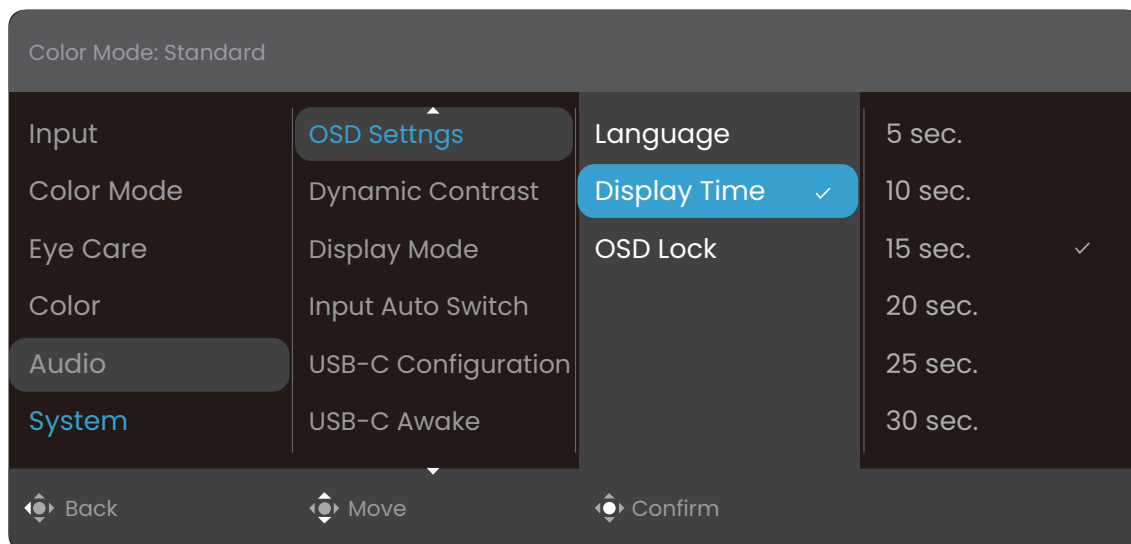 Color Mode: Standard
Input
Color Mode
Eye Care
Color
Audio
System
OSD Settngs
Dynamic Contrast
Display Mode
Input Auto Switch
USB-C Configuration
USB-C Awake
Language
Display Time
OSD Lock
5 sec.
10 sec.
15 sec.
20 sec.
25 sec.
30 sec.
Back
Move
Confirm